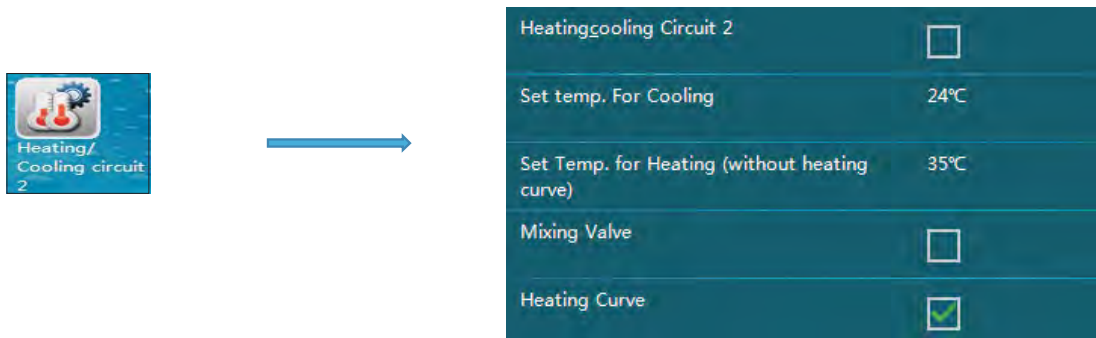 Heating/
Cooling circuit
2
Heatingcooling Circuit 2
Set temp. For Cooling 24℃
Set Temp. for Heating (without heating 35℃
curve)
Mixing Valve
Heating Curve